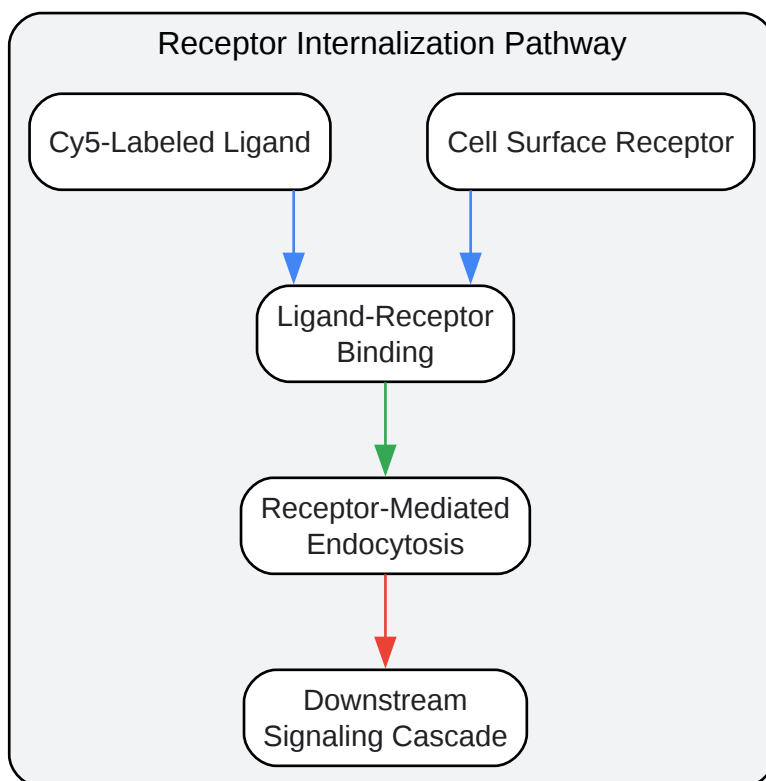 Receptor Internalization Pathway
Cy5-Labeled Ligand
Cell Surface Receptor
Ligand-Receptor
Binding
Receptor-Mediated
Endocytosis
Downstream
Signaling Cascade